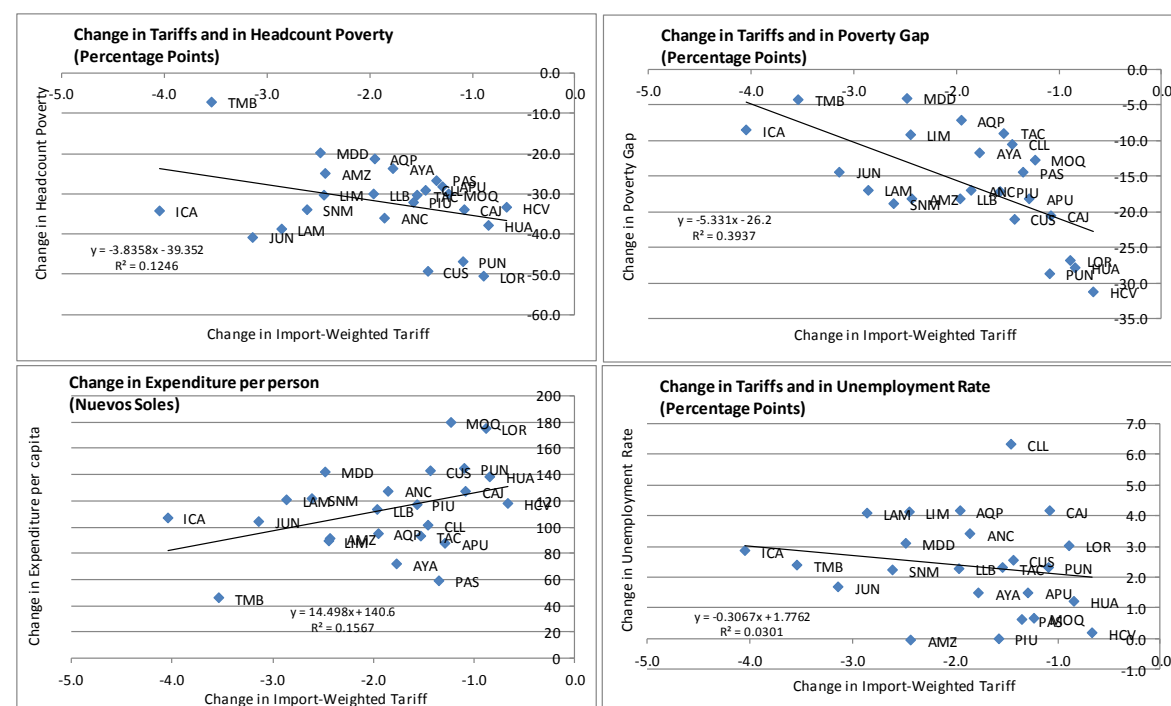 Change in Tariffs and in Headcount Poverty
(Percentage Points)
0.0
-5.0 -4.0 -3.0 -2.0 -1.0 0.0
-10.0
-20.0
-30.0
-40.0
-50.0
-60.0
Change in Headcount Poverty
TMB
MDD
AQP
AMZ
AYA
PAS
APU
CLL
LIM
LLB
TAC
MOQ
PIU
ICA
SNM
ANC
CAJ
HCV
HUA
LAM
JUN
PUN
CUS
LOR
y = -3.8358x - 39.352
R² = 0.1246
Change in Import-Weighted Tariff
Change in Tariffs and in Poverty Gap
(Percentage Points)
0.0
-5.0 -4.0 -3.0 -2.0 -1.0 0.0
-5.0
-10.0
-15.0
-20.0
-25.0
-30.0
-35.0
Change in Poverty Gap
TMB
MDD
ICA
LIM
AQP
TAC
CLL
AYA
MOQ
JUN
PAS
LAM
ANC
PIU
SNM
AMZ
LLB
APU
CUS
CAJ
LOR
HUA
PUN
HCV
y = -5.331x - 26.2
R² = 0.3937
Change in Import-Weighted Tariff
Change in Expenditure per person
(Nuevos Soles)
200
180
160
140
120
100
80
60
40
20
0
Change in Expenditure per capita
MOQ
LOR
MDD
CUS
PUN
HUA
LAM
SNM
ANC
CAJ
ICA
JUN
LLB
PIU
HCV
CLL
AMZ
LIM
AQP
TAC
APU
AYA
PAS
TMB
y = 14.498x + 140.6
R² = 0.1567
-5.0 -4.0 -3.0 -2.0 -1.0 0.0
Change in Import-Weighted Tariff
Change in Tariffs and in Unemployment Rate
(Percentage Points)
7.0
6.0
5.0
4.0
3.0
2.0
1.0
0.0
-1.0
Change in Unemployment Rate
CLL
LAM
LIM
AQP
CAJ
ANC
ICA
MDD
LOR
TMB
SNM
LLB
TAC
CUS
PUN
JUN
AYA
APU
HUA
PAS
MOQ
AMZ
PIU
HCV
y = -0.3067x + 1.7762
R² = 0.0301
-5.0 -4.0 -3.0 -2.0 -1.0 0.0
Change in Import-Weighted Tariff